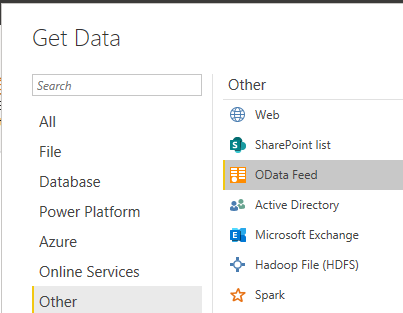 Get Data
Search
All
File
Database
Power Platform
Azure
Online Services
Other
Other
Web
SharePoint list
OData Feed
Active Directory
Microsoft Exchange
Hadoop File (HDFS)
Spark